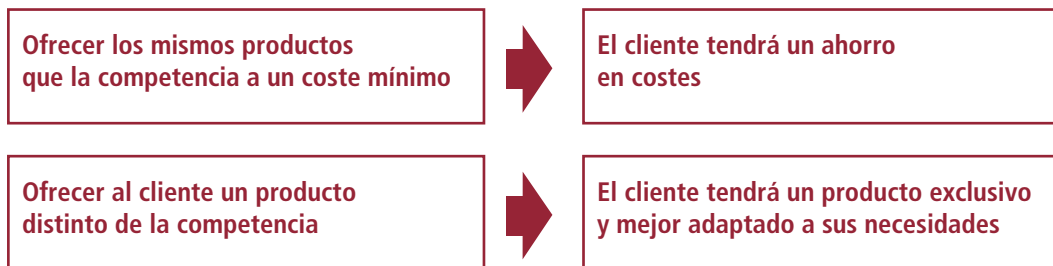 Ofrecer los mismos productos
que la competencia a un coste mínimo
El cliente tendrá un ahorro
en costes
Ofrecer al cliente un producto
distinto de la competencia
El cliente tendrá un producto exclusivo
y mejor adaptado a sus necesidades